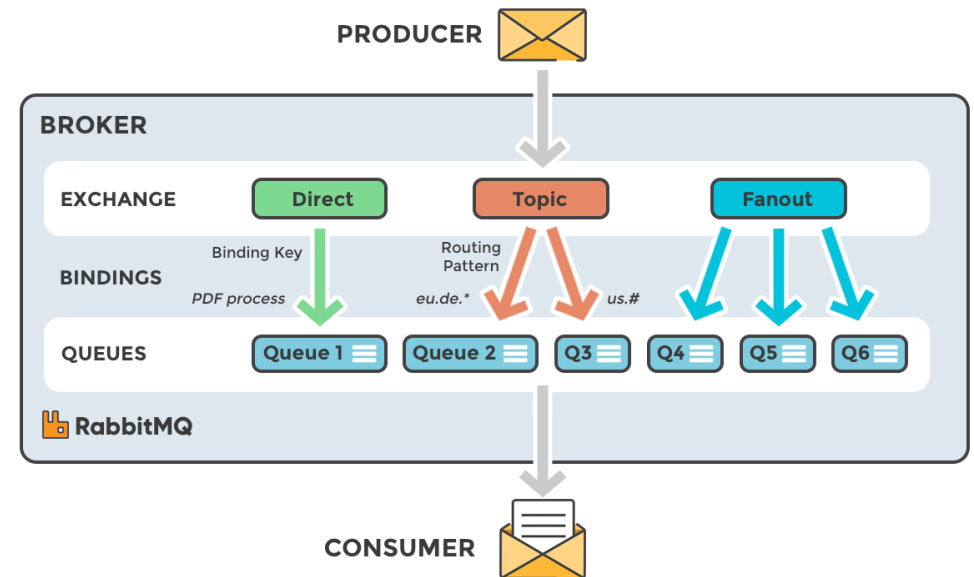 PRODUCER
BROKER
EXCHANGE
Direct
Topic
Fanout
Binding Key
Routing
Pattern
BINDINGS
PDF process
eu.de.*
us.#
QUEUES
Queue 1
Queue 2
Q3
Q4
Q5
Q6
RabbitMQ
CONSUMER